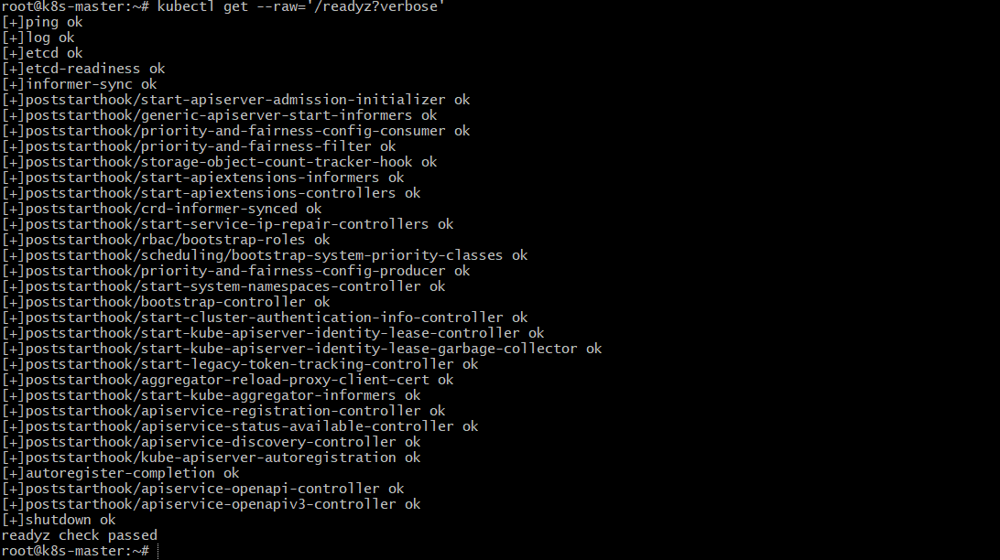 root@k8s-master:~# kubectl get --raw='/readyz?verbose'
[+]ping ok
[+]log ok
[+]etcd ok
[+]etcd-readiness ok
[+]informer-sync ok
[+]poststarthook/start-apiserver-admission-initializer ok
[+]poststarthook/generic-apiserver-start-informers ok
[+]poststarthook/priority-and-fairness-config-consumer ok
[+]poststarthook/priority-and-fairness-filter ok
[+]poststarthook/storage-object-count-tracker-hook ok
[+]poststarthook/start-apiextensions-informers ok
[+]poststarthook/start-apiextensions-controllers ok
[+]poststarthook/crd-informer-synced ok
[+]poststarthook/start-service-ip-repair-controllers ok
[+]poststarthook/rbac/bootstrap-roles ok
[+]poststarthook/scheduling/bootstrap-system-priority-classes ok
[+]poststarthook/priority-and-fairness-config-producer ok
[+]poststarthook/start-system-namespaces-controller ok
[+]poststarthook/bootstrap-controller ok
[+]poststarthook/start-cluster-authentication-info-controller ok
[+]poststarthook/start-kube-apiserver-identity-lease-controller ok
[+]poststarthook/start-kube-apiserver-identity-lease-garbage-collector ok
[+]poststarthook/start-legacy-token-tracking-controller ok
[+]poststarthook/aggregator-reload-proxy-client-cert ok
[+]poststarthook/start-kube-aggregator-informers ok
[+]poststarthook/apiservice-registration-controller ok
[+]poststarthook/apiservice-status-available-controller ok
[+]poststarthook/apiservice-discovery-controller ok
[+]poststarthook/kube-apiserver-autoregistration ok
[+]autoregister-completion ok
[+]poststarthook/apiservice-openapi-controller ok
[+]poststarthook/apiservice-openapiv3-controller ok
[+]shutdown ok
readyz check passed
root@k8s-master:~#